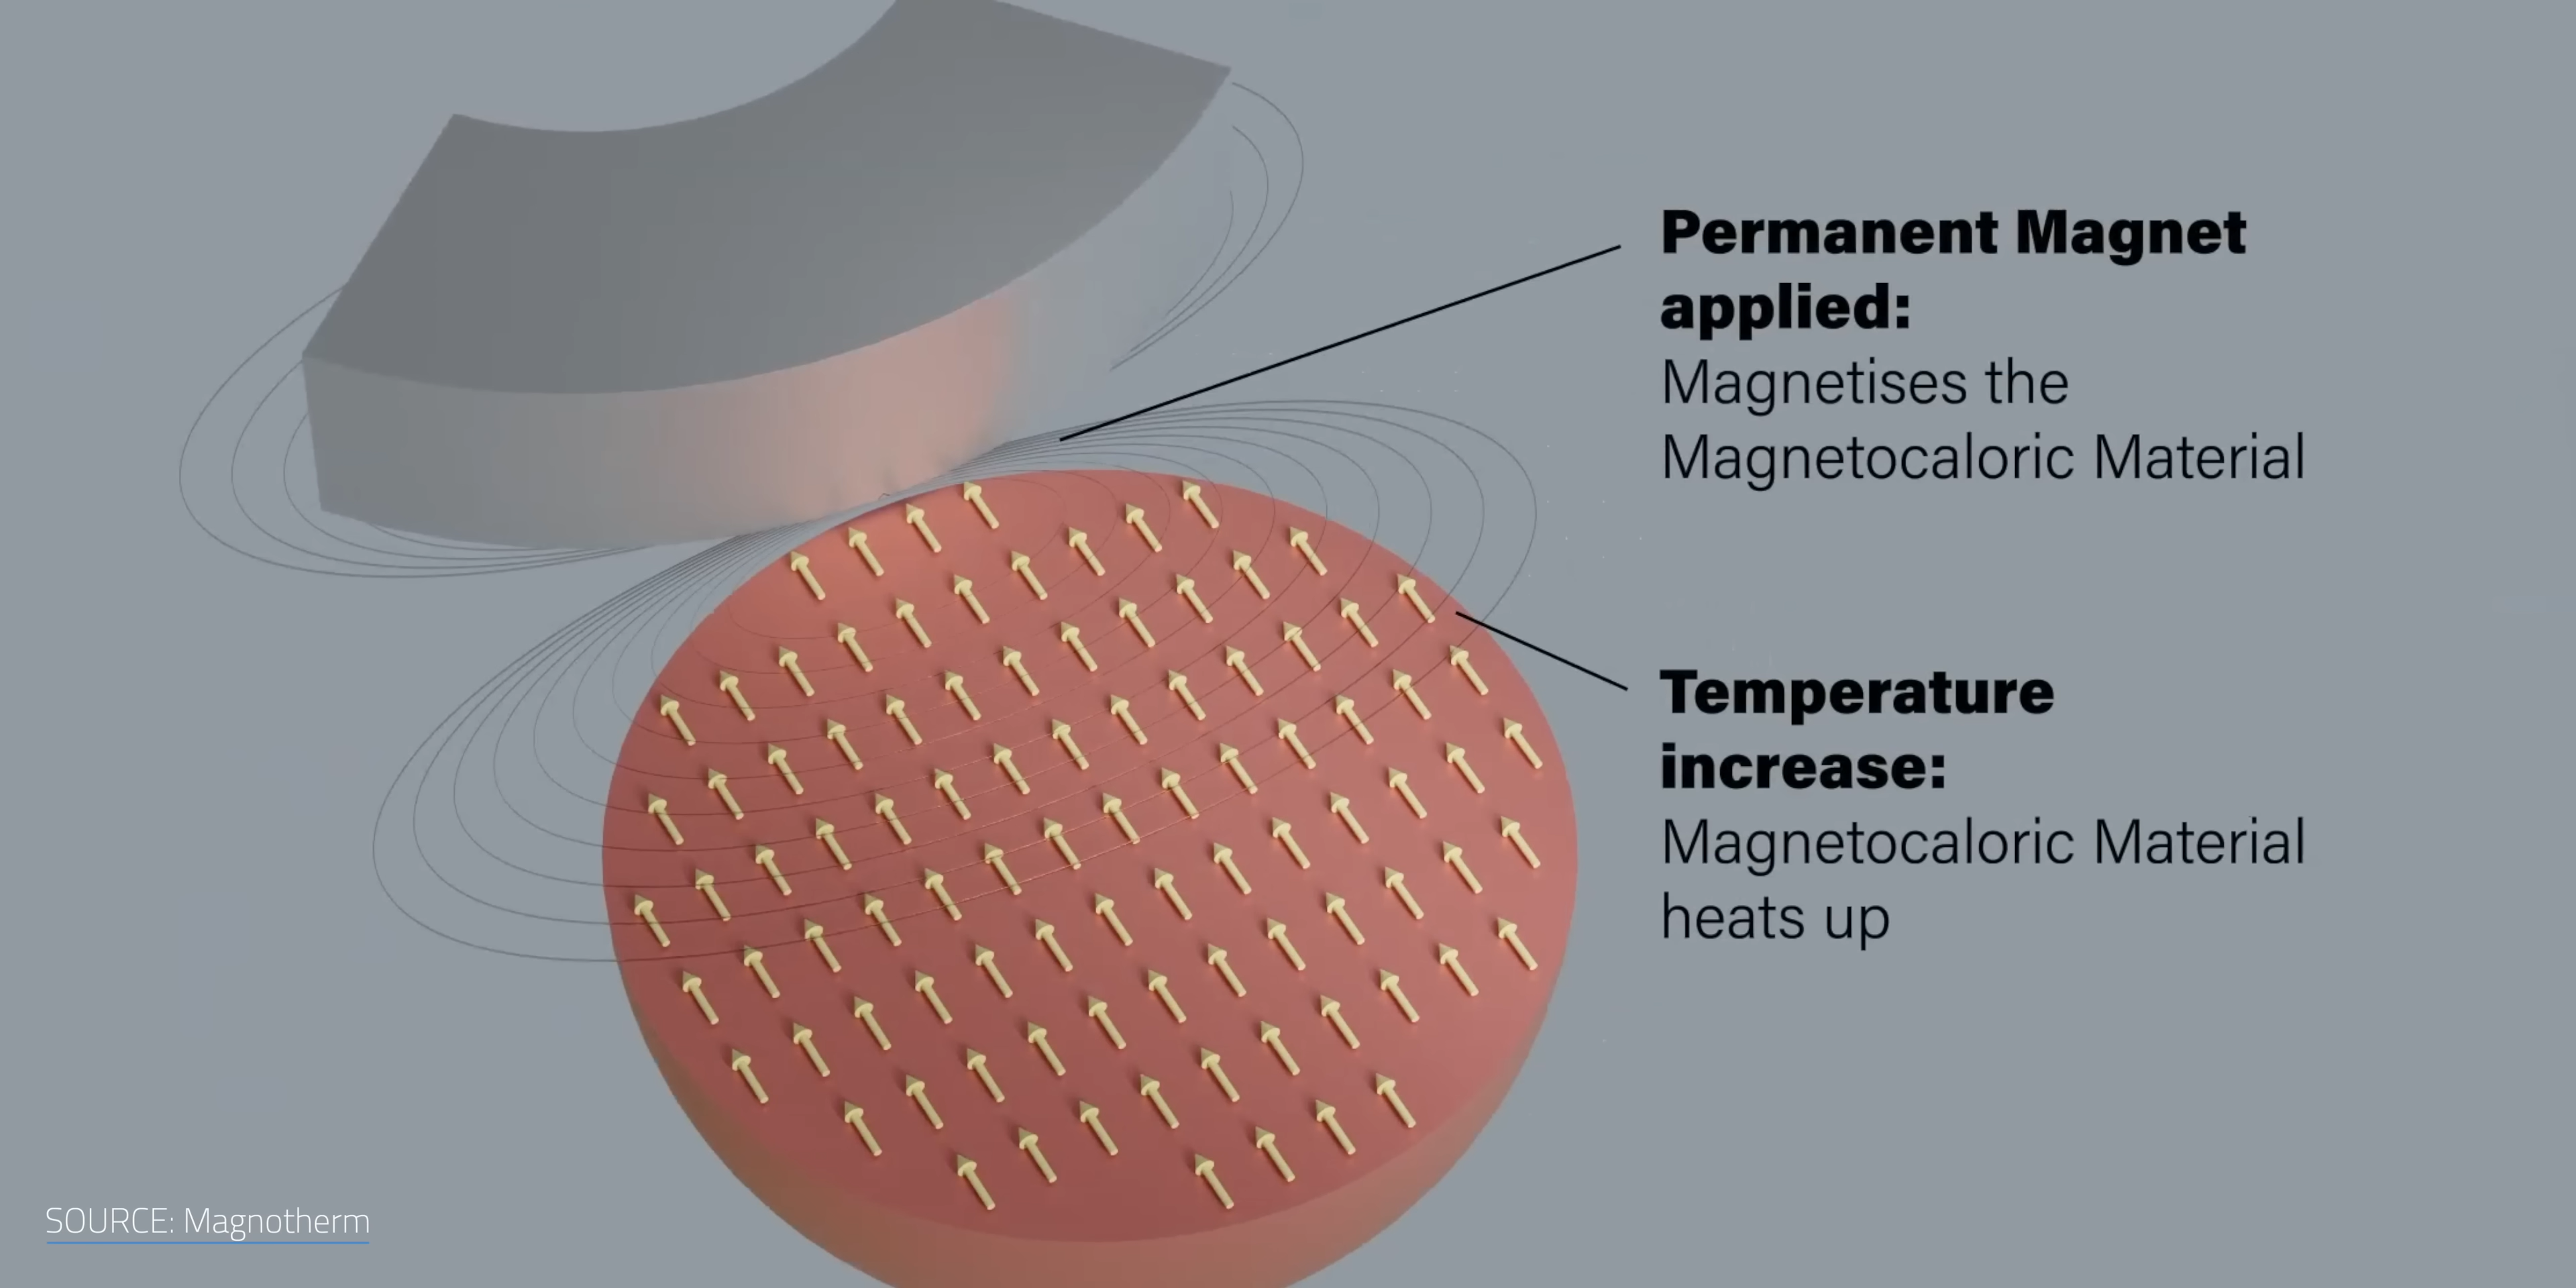 Permanent Magnet
applied:
Magnetises the
Magnetocaloric Material
Temperature
increase:
Magnetocaloric Material
heats up
SOURCE: Magnotherm